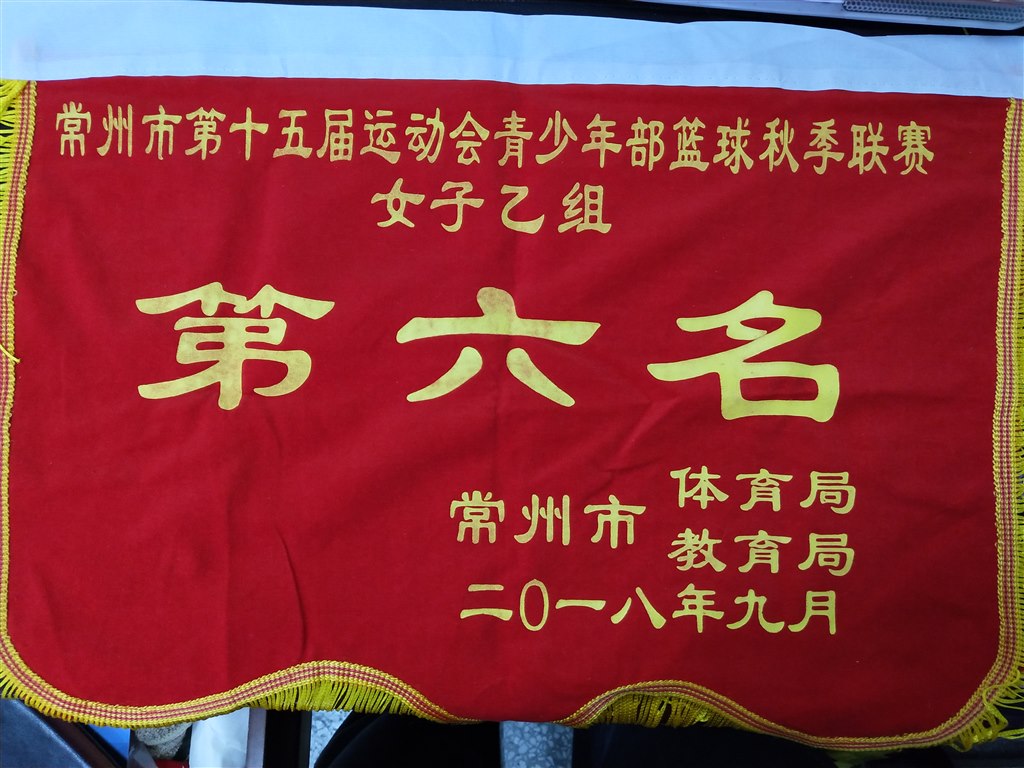 常州市第十五届运动会青少年部篮球秋季联赛
女子乙组
第六名
常州市 体育局
教育局
二〇一八年九月